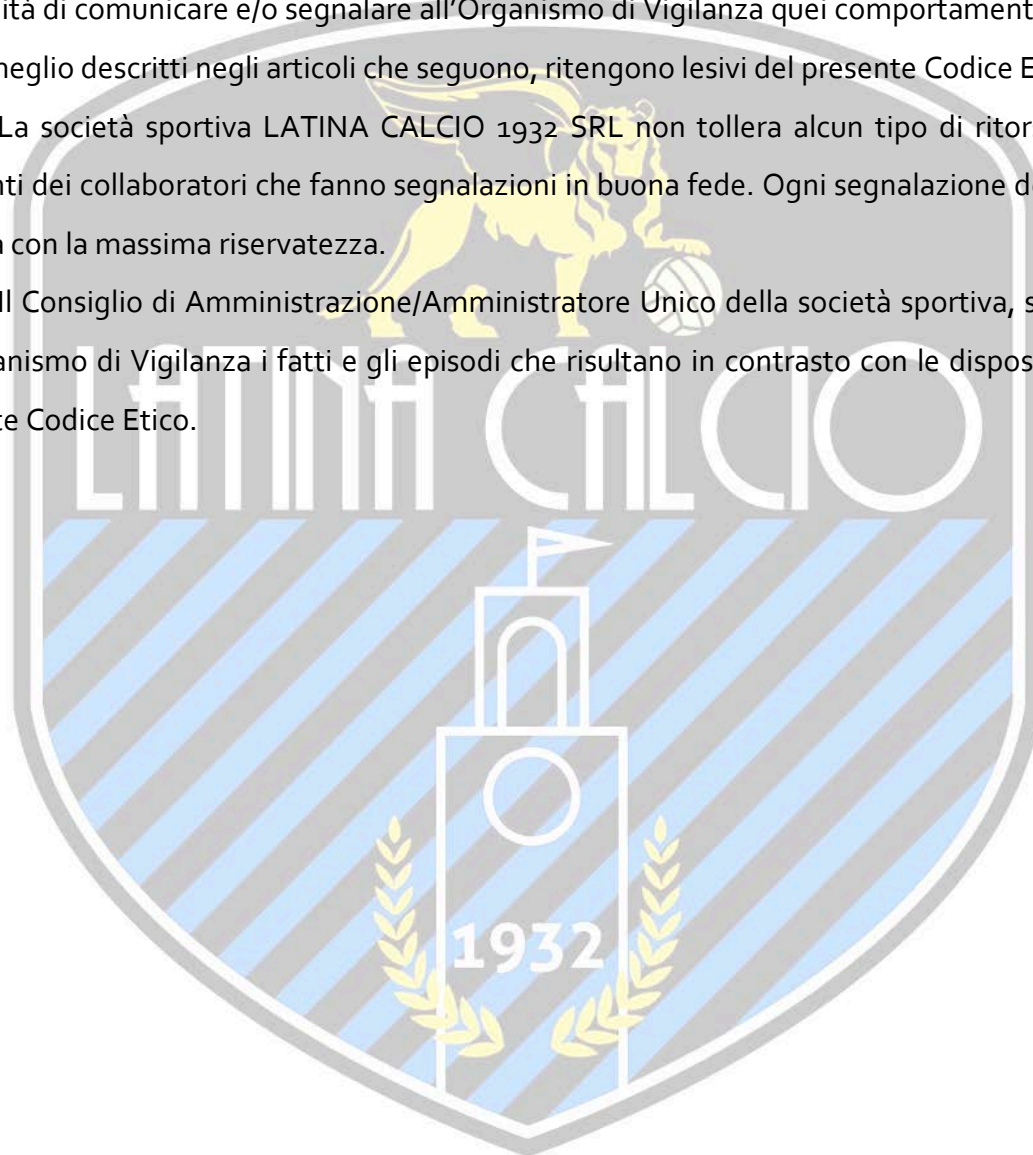 ità di comunicare e/o segnalare all'Organismo di Vigilanza quei comportament
neglio descritti negli articoli che seguono, ritengono lesivi del presente Codice E
La società sportiva LATINA CALCIO 1932 SRL non tollera alcun tipo di ritor
nti dei collaboratori che fanno segnalazioni in buona fede. Ogni segnalazione d
a con la massima riservatezza.
Il Consiglio di Amministrazione/Amministratore Unico della società sportiva, s
anismo di Vigilanza i fatti e gli episodi che risultano in contrasto con le dispos
te Codice Etico.
LATINA CALCIO
1932